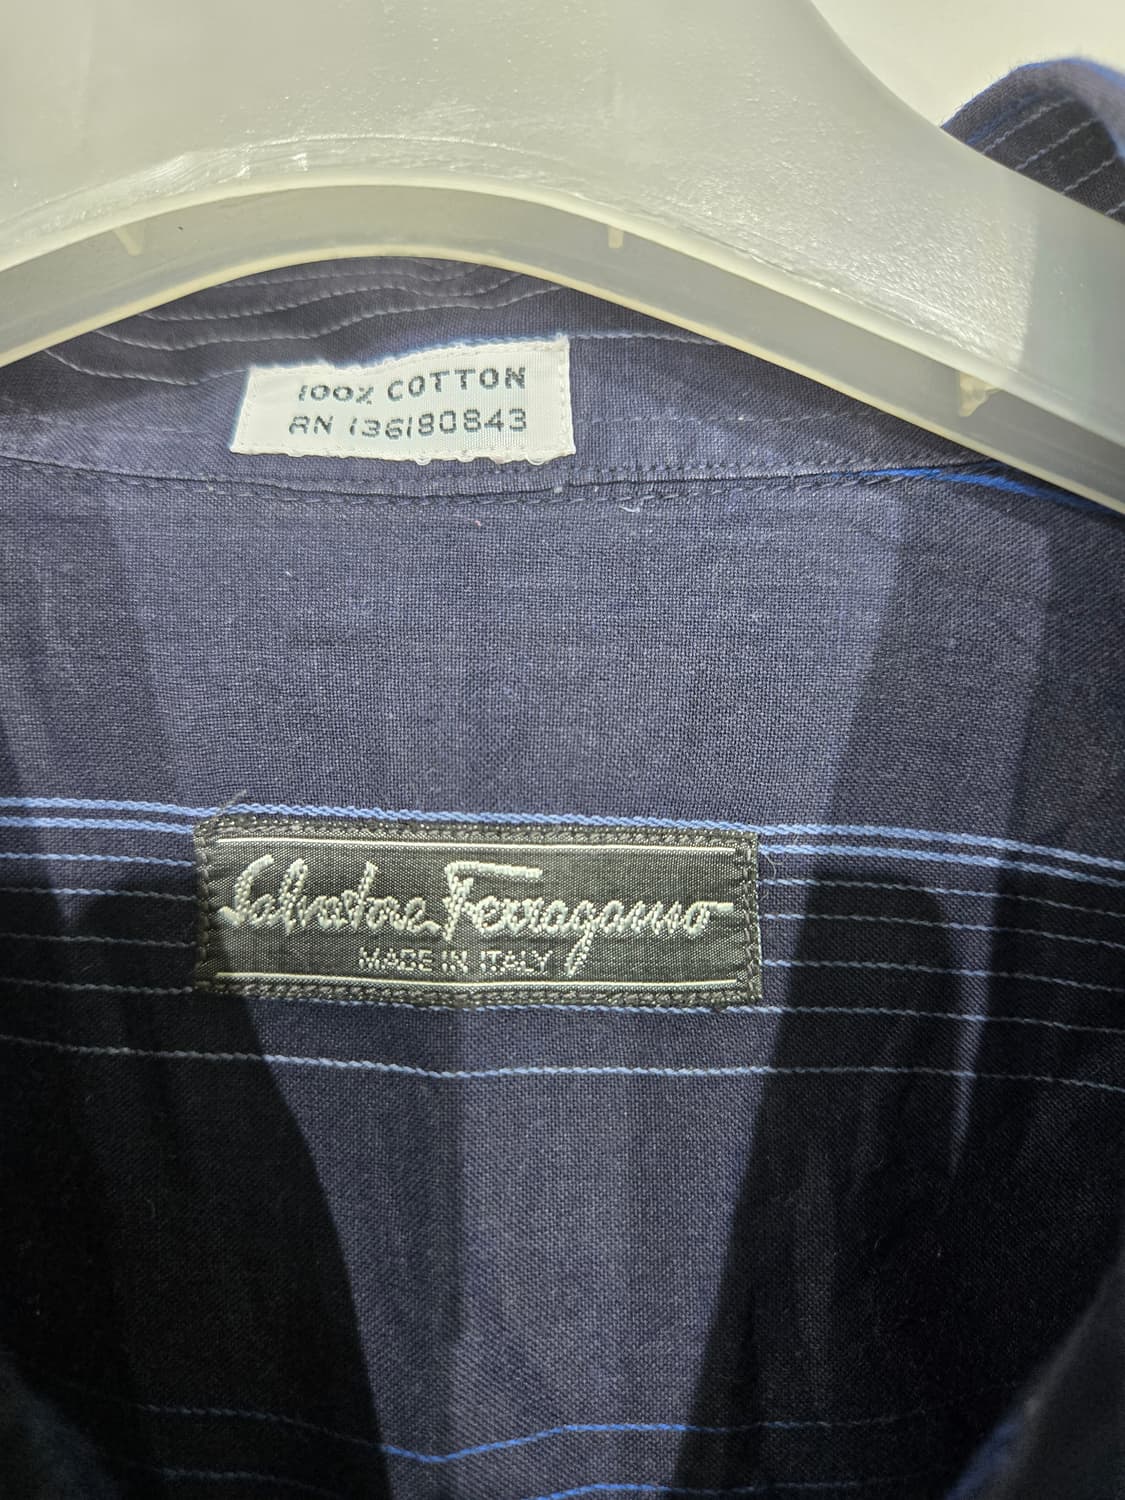 100% COTTON
RN 136180843
Salvatore Ferragamo
MADE IN ITALY